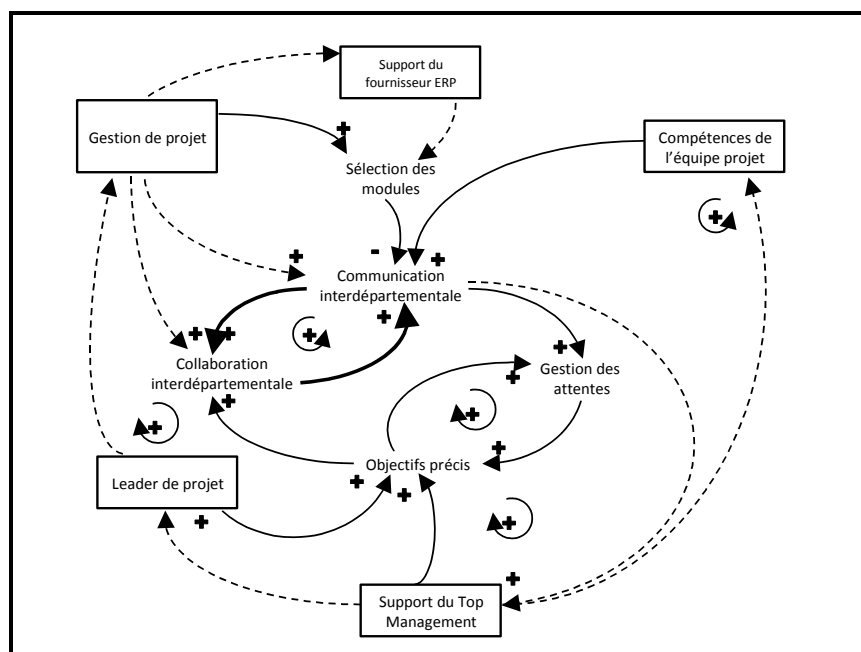 Support du
fournisseur ERP
Gestion de projet
Compétences de
l'équipe projet
Sélection des
modules
+
+
-
+
+
Communication
interdépartementale
+
+
+
+
+
Collaboration
interdépartementale
Gestion des
attentes
+
+
+
+
+
Objectifs précis
+
+
Leader de projet
+
+
+
Support du Top
Management